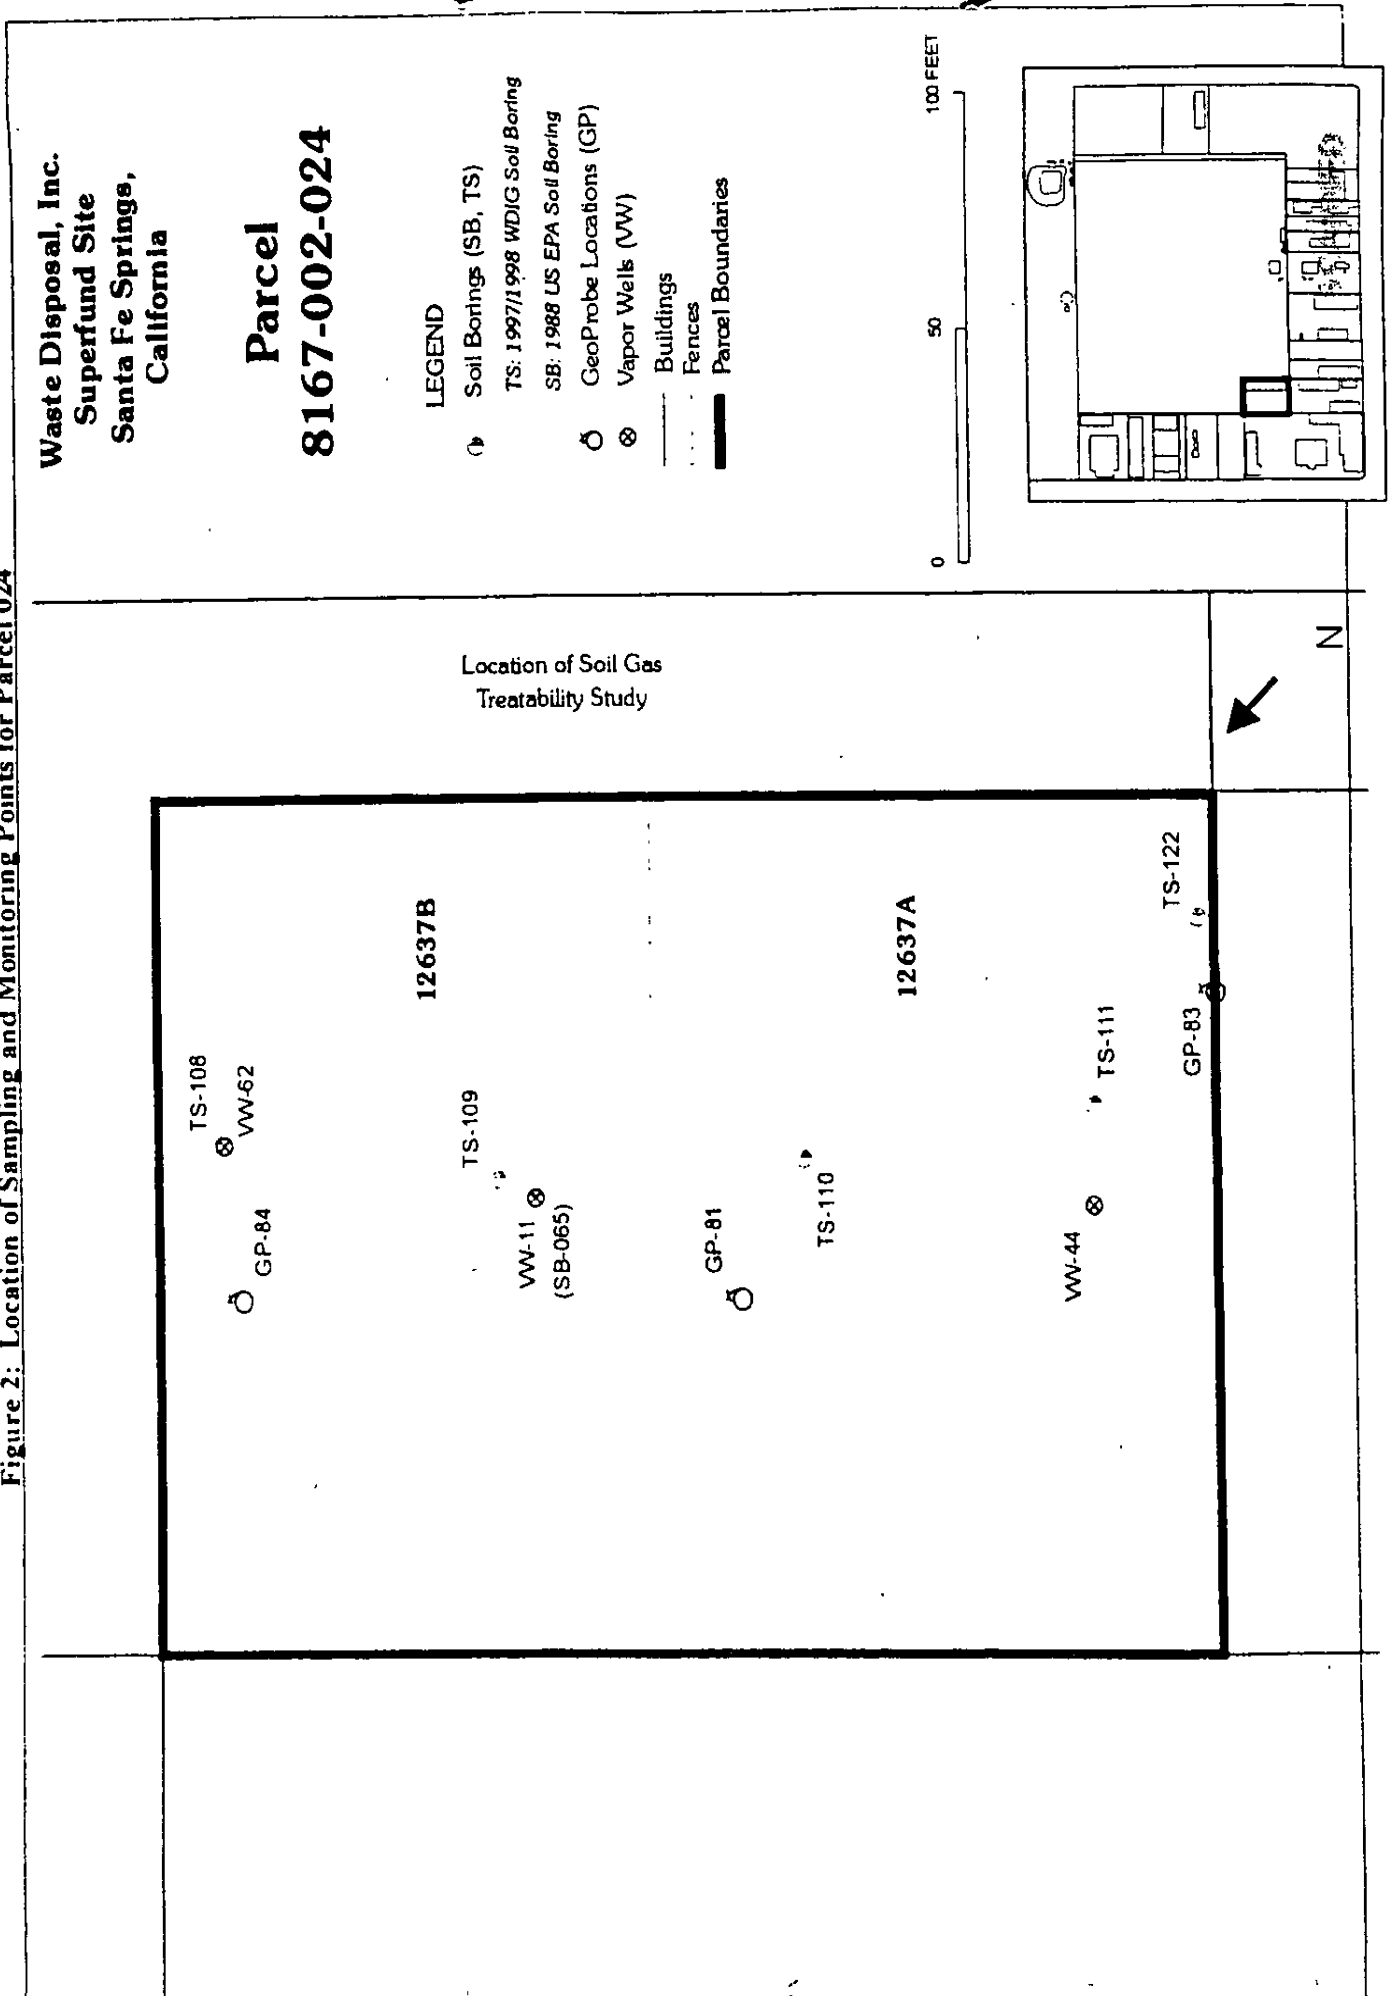 Figure 2: Location of Sampling and Monitoring Points for Parcel 024
Waste Disposal, Inc.
Superfund Site
Santa Fe Springs,
California
Parcel
8167-002-024
LEGEND
Soil Borings (SB, TS)
TS: 1997/1998 WDIG Soil Boring
SB: 1988 US EPA Soil Boring
GeoProbe Locations (GP)
Vapor Wells (VW)
Buildings
Fences
Parcel Boundaries
0
50
100 FEET
N
Location of Soil Gas
Treatability Study
TS-108
VW-62
GP-84
12637B
TS-109
VW-11
(SB-065)
GP-81
TS-110
12637A
VW-44
TS-111
TS-122
GP-83